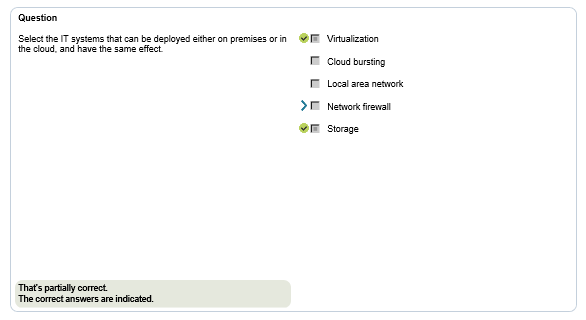 Question
Select the IT systems that can be deployed either on premises or in
the cloud, and have the same effect.
Virtualization
Cloud bursting
Local area network
Network firewall
Storage
That's partially correct.
The correct answers are indicated.